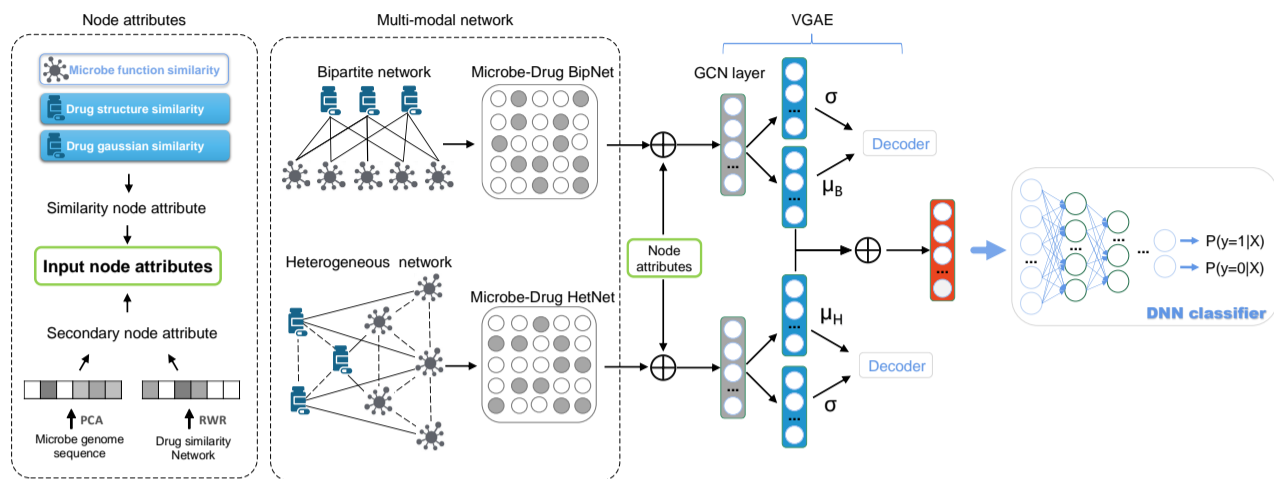 Node attributes
Microbe function similarity
Drug structure similarity
Drug gaussian similarity
Similarity node attribute
Input node attributes
Secondary node attribute
PCA
RWR
Microbe genome
sequence
Drug similarity
Network
Multi-modal network
Bipartite network
Microbe-Drug BipNet
Heterogeneous network
Microbe-Drug HetNet
Node
attributes
VGAE
GCN layer
...
...
...
σ
μB
Decoder
...
...
...
μH
σ
Decoder
...
...
...
...
...
P(y=1|X)
P(y=0|X)
DNN classifier